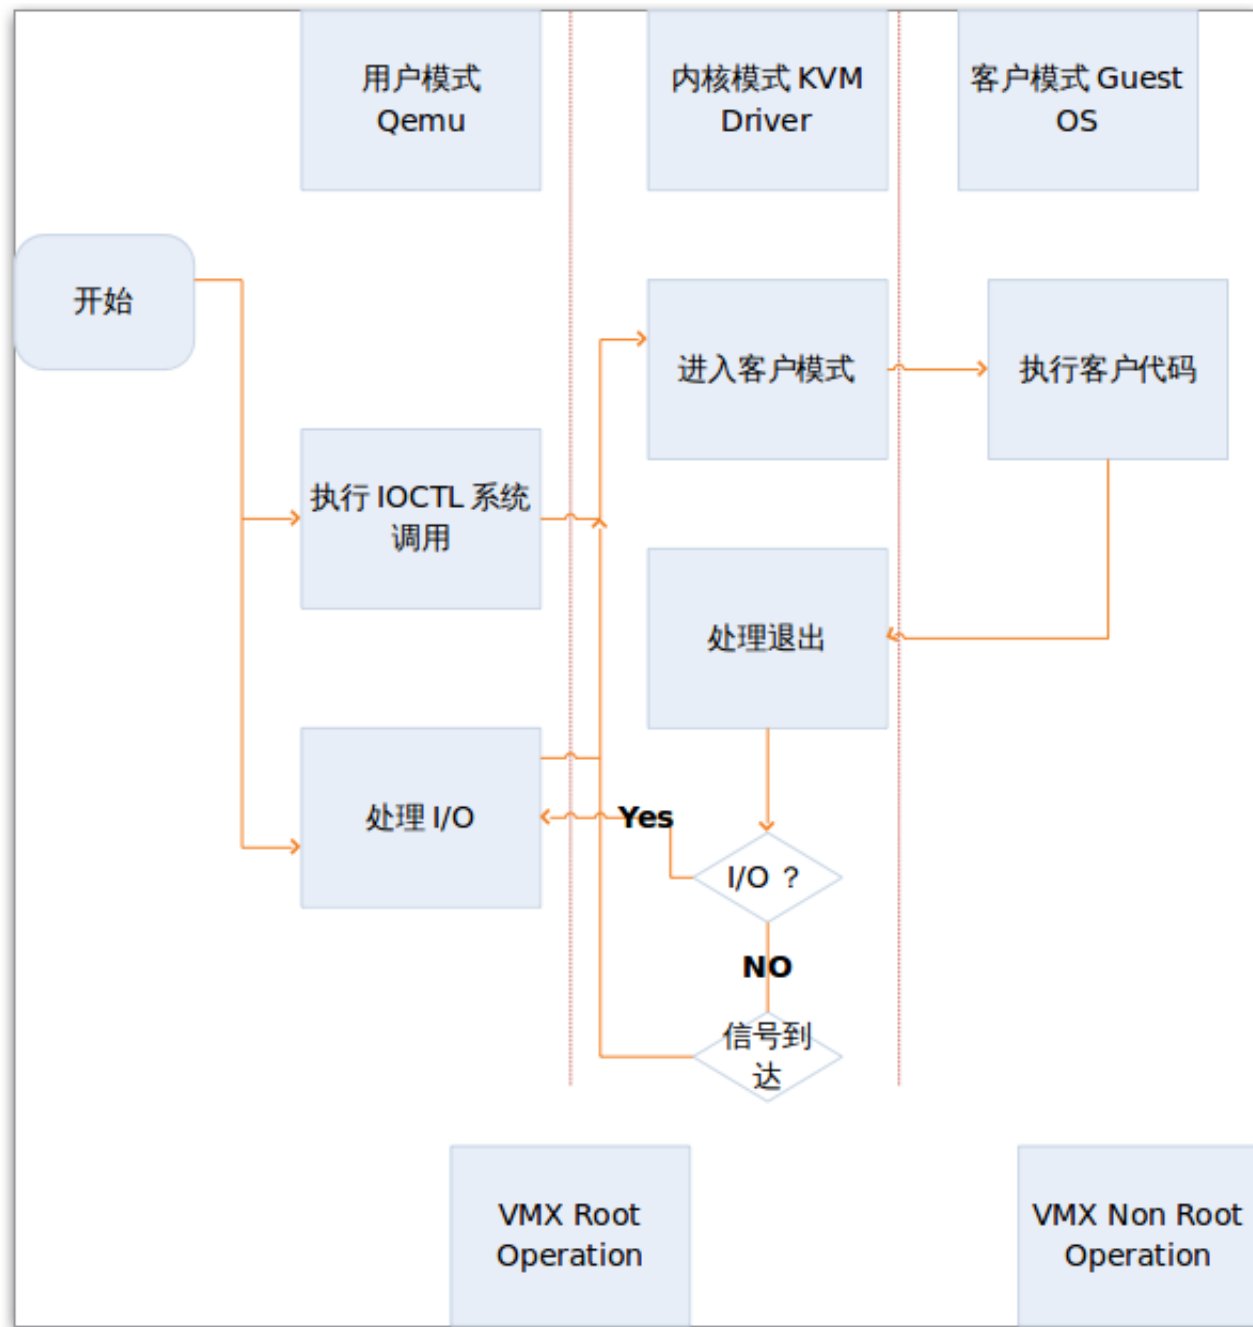 用户模式
Qemu
内核模式 KVM
Driver
客户模式 Guest
OS
开始
进入客户模式
执行客户代码
执行 IOCTL 系统
调用
处理退出
处理 I/O
Yes
I/O ？
NO
信号到
达
VMX Root
Operation
VMX Non Root
Operation